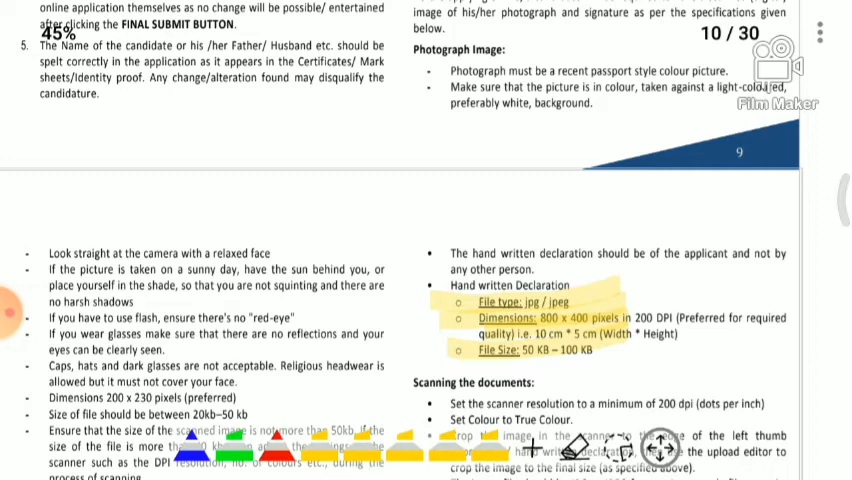 online application themselves as no change will be possible/ entertained
after clicking the FINAL SUBMIT BUTTON.
45%
5. The Name of the candidate or his /her Father/ Husband etc. should be
spelt correctly in the application as it appears in the Certificates/ Mark
sheets/Identity proof. Any change/alteration found may disqualify the
candidature.
image of his/her photograph and signature as per the specifications given
below.
10 / 30
Photograph Image:
- Photograph must be a recent passport style colour picture.
- Make sure that the picture is in colour, taken against a light-coloured,
preferably white, background.
Film Maker
9
- Look straight at the camera with a relaxed face
- If the picture is taken on a sunny day, have the sun behind you, or
place yourself in the shade, so that you are not squinting and there are
no harsh shadows
- If you have to use flash, ensure there's no "red-eye"
- If you wear glasses make sure that there are no reflections and your
eyes can be clearly seen.
- Caps, hats and dark glasses are not acceptable. Religious headwear is
allowed but it must not cover your face.
- Dimensions 200 x 230 pixels (preferred)
- Size of file should be between 20kb–50 kb
- Ensure that the size of the scanned image is not more than 50kb. If the
size of the file is more
scanner such as the DPI resolution, no. of colours etc., during the
process of scanning
• The hand written declaration should be of the applicant and not by
any other person.
• Hand written Declaration
o File type: jpg / jpeg
o Dimensions: 800 x 400 pixels in 200 DPI (Preferred for required
quality) i.e. 10 cm * 5 cm (Width * Height)
o File Size: 50 KB – 100 KB
Scanning the documents:
• Set the scanner resolution to a minimum of 200 dpi (dots per inch)
• Set Colour to True Colour.
• Crop the image in the scanner to the edge of the left thumb
hand written declaration, the upload editor to
crop the image to the final size (as specified above).